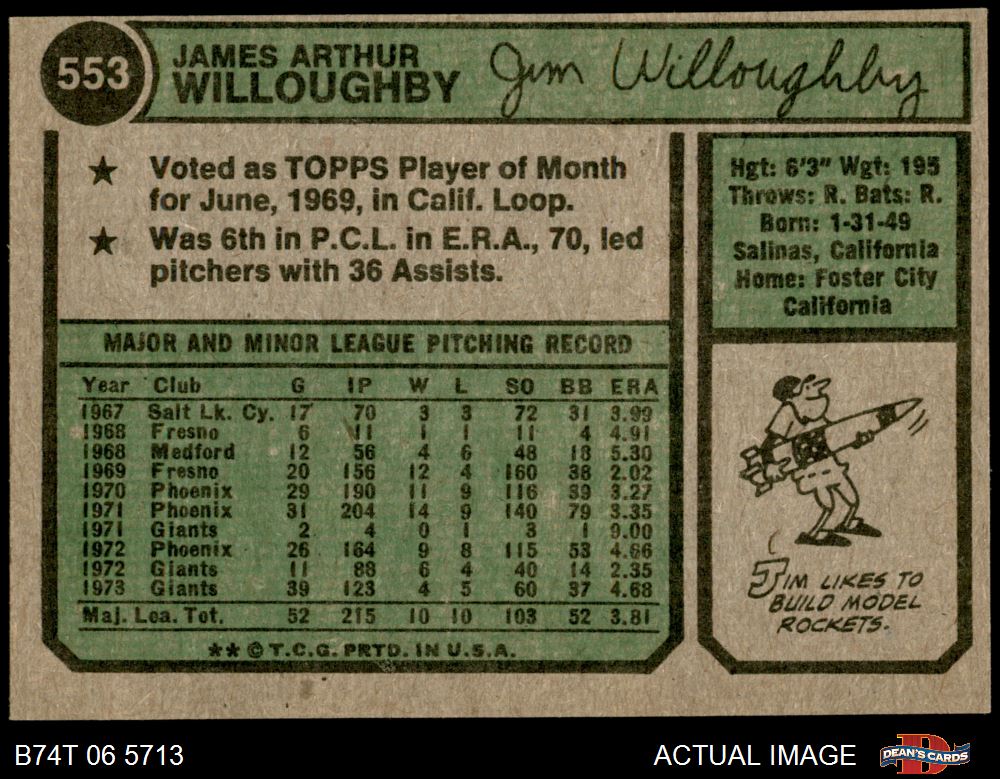 553
JAMES ARTHUR
WILLOUGHBY
Jim Willoughby
★ Voted as TOPPS Player of Month
for June, 1969, in Calif. Loop.
★ Was 6th in P.C.L. in E.R.A., 70, led
pitchers with 36 Assists.
Hgt: 6'3" Wgt: 195
Throws: R. Bats: R.
Born: 1-31-49
Salinas, California
Home: Foster City
California
MAJOR AND MINOR LEAGUE PITCHING RECORD
Year Club G IP W L SO BB ERA
1967 Salt Lk. Cy. 17 70 3 3 72 31 3.99
1968 Fresno 6 11 1 1 11 4 4.91
1968 Medford 12 56 4 6 48 18 5.30
1969 Fresno 20 156 12 4 160 38 2.02
1970 Phoenix 29 190 11 9 116 39 3.27
1971 Phoenix 31 204 14 9 140 79 3.35
1971 Giants 2 4 0 1 3 1 9.00
1972 Phoenix 26 164 9 8 115 53 4.66
1972 Giants 11 88 6 4 40 14 2.35
1973 Giants 39 123 4 5 60 37 4.68
Maj. Lea. Tot. 52 215 10 10 103 52 3.81
** © T.C.G. PRTD. IN U.S.A.
JIM LIKES TO
BUILD MODEL
ROCKETS.
B74T 06 5713
ACTUAL IMAGE
DEAN'S CARDS